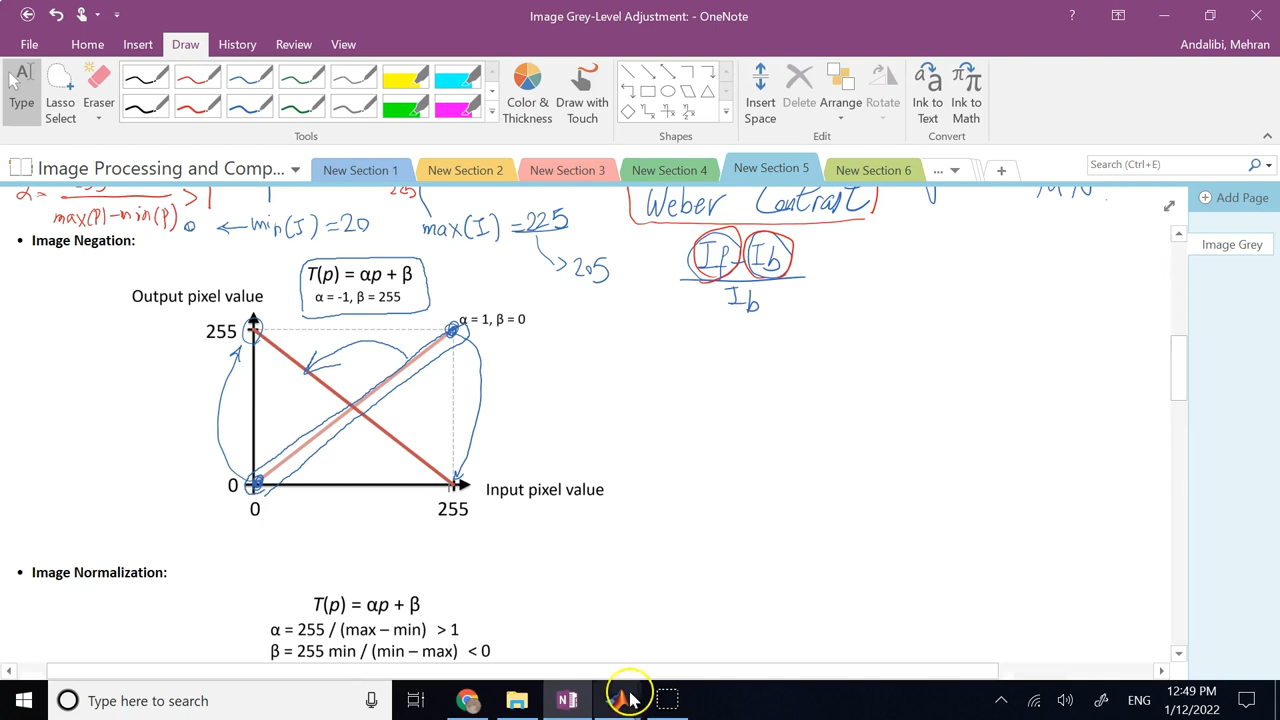 Image Grey-Level Adjustment: - OneNote
?
File Home Insert Draw History Review View
Andalibi, Mehran
Type
Lasso Select
Eraser
Color & Thickness
Draw with Touch
Insert Space
Delete
Arrange
Rotate
Ink to Text
Ink to Math
Tools
Shapes
Edit
Convert
Image Processing and Comp...
New Section 1
New Section 2
New Section 3
New Section 4
New Section 5
New Section 6
...
Search (Ctrl+E)
Add Page
Image Grey
α =
max(P)-min(P)
> 1
0 ← min(I) = 20
max(I) = 225
> 205
Weber Contrast
Ip - Ib
Ib
• Image Negation:
T(p) = αp + β
α = -1, β = 255
Output pixel value
α = 1, β = 0
255
0
Input pixel value
0
255
• Image Normalization:
T(p) = αp + β
α = 255 / (max – min) > 1
β = 255 min / (min – max) < 0
Type here to search
ENG
12:49 PM
1/12/2022